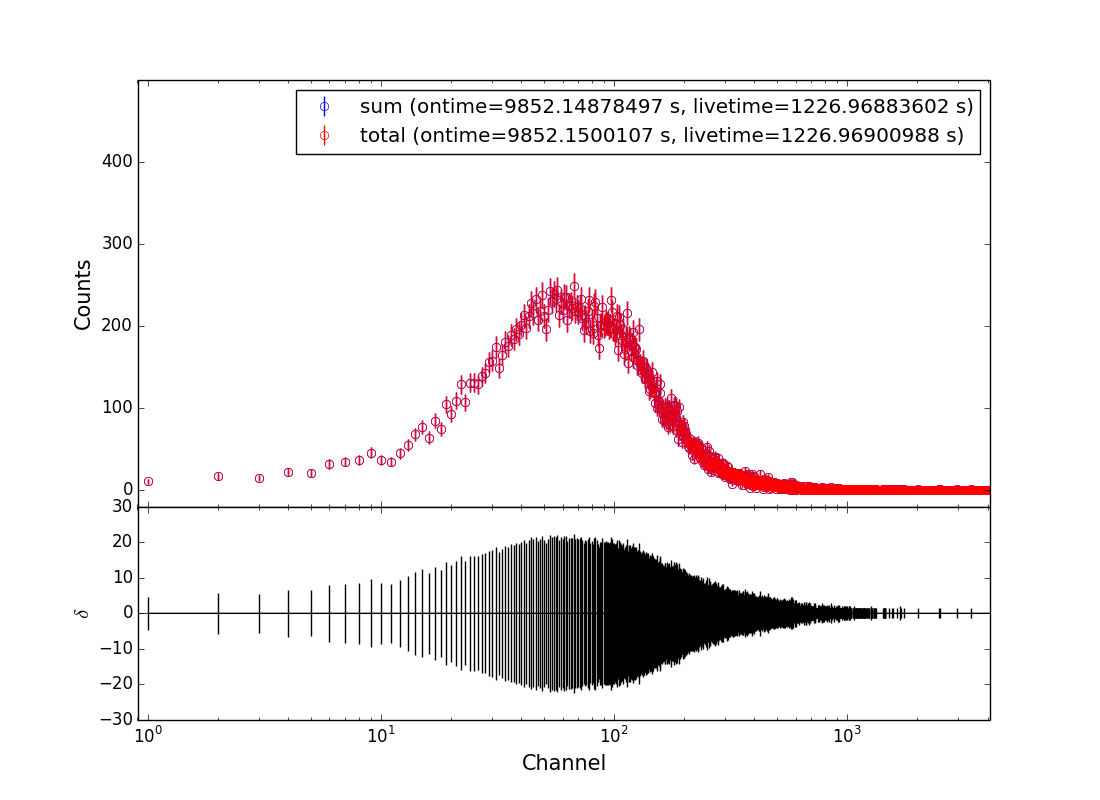 sum (ontime=9852.14878497 s, livetime=1226.96883602 s)
total (ontime=9852.1500107 s, livetime=1226.96900988 s)
400
300
200
100
0
Counts
30
20
10
0
−10
−20
−30
δ
10⁰ 10¹ 10² 10³
Channel